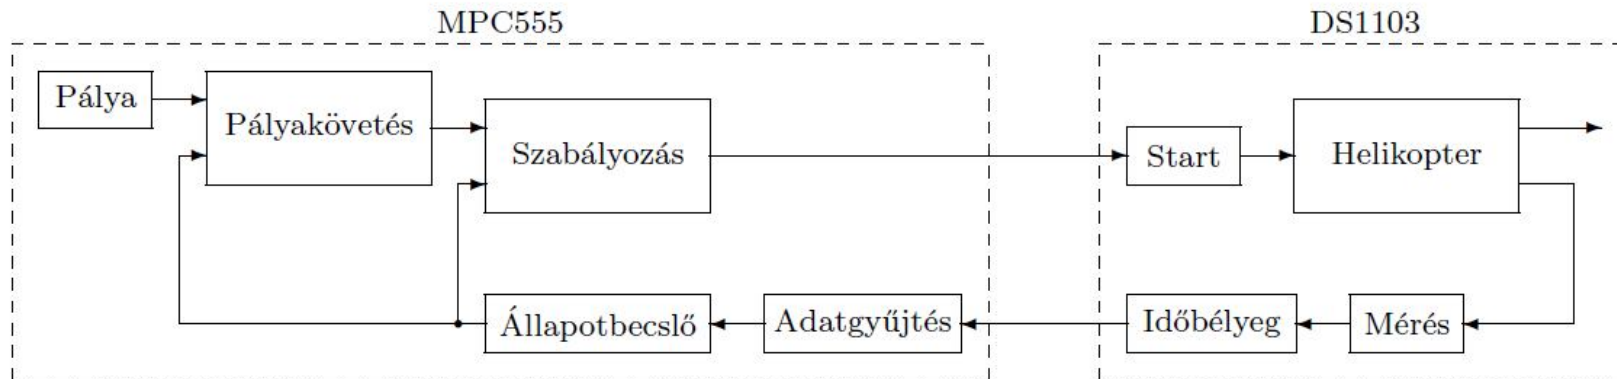 MPC555
DS1103
Pálya
Pályakövetés
Szabályozás
Start
Helikopter
Állapotbecslő
Adatgyűjtés
Időbélyeg
Mérés